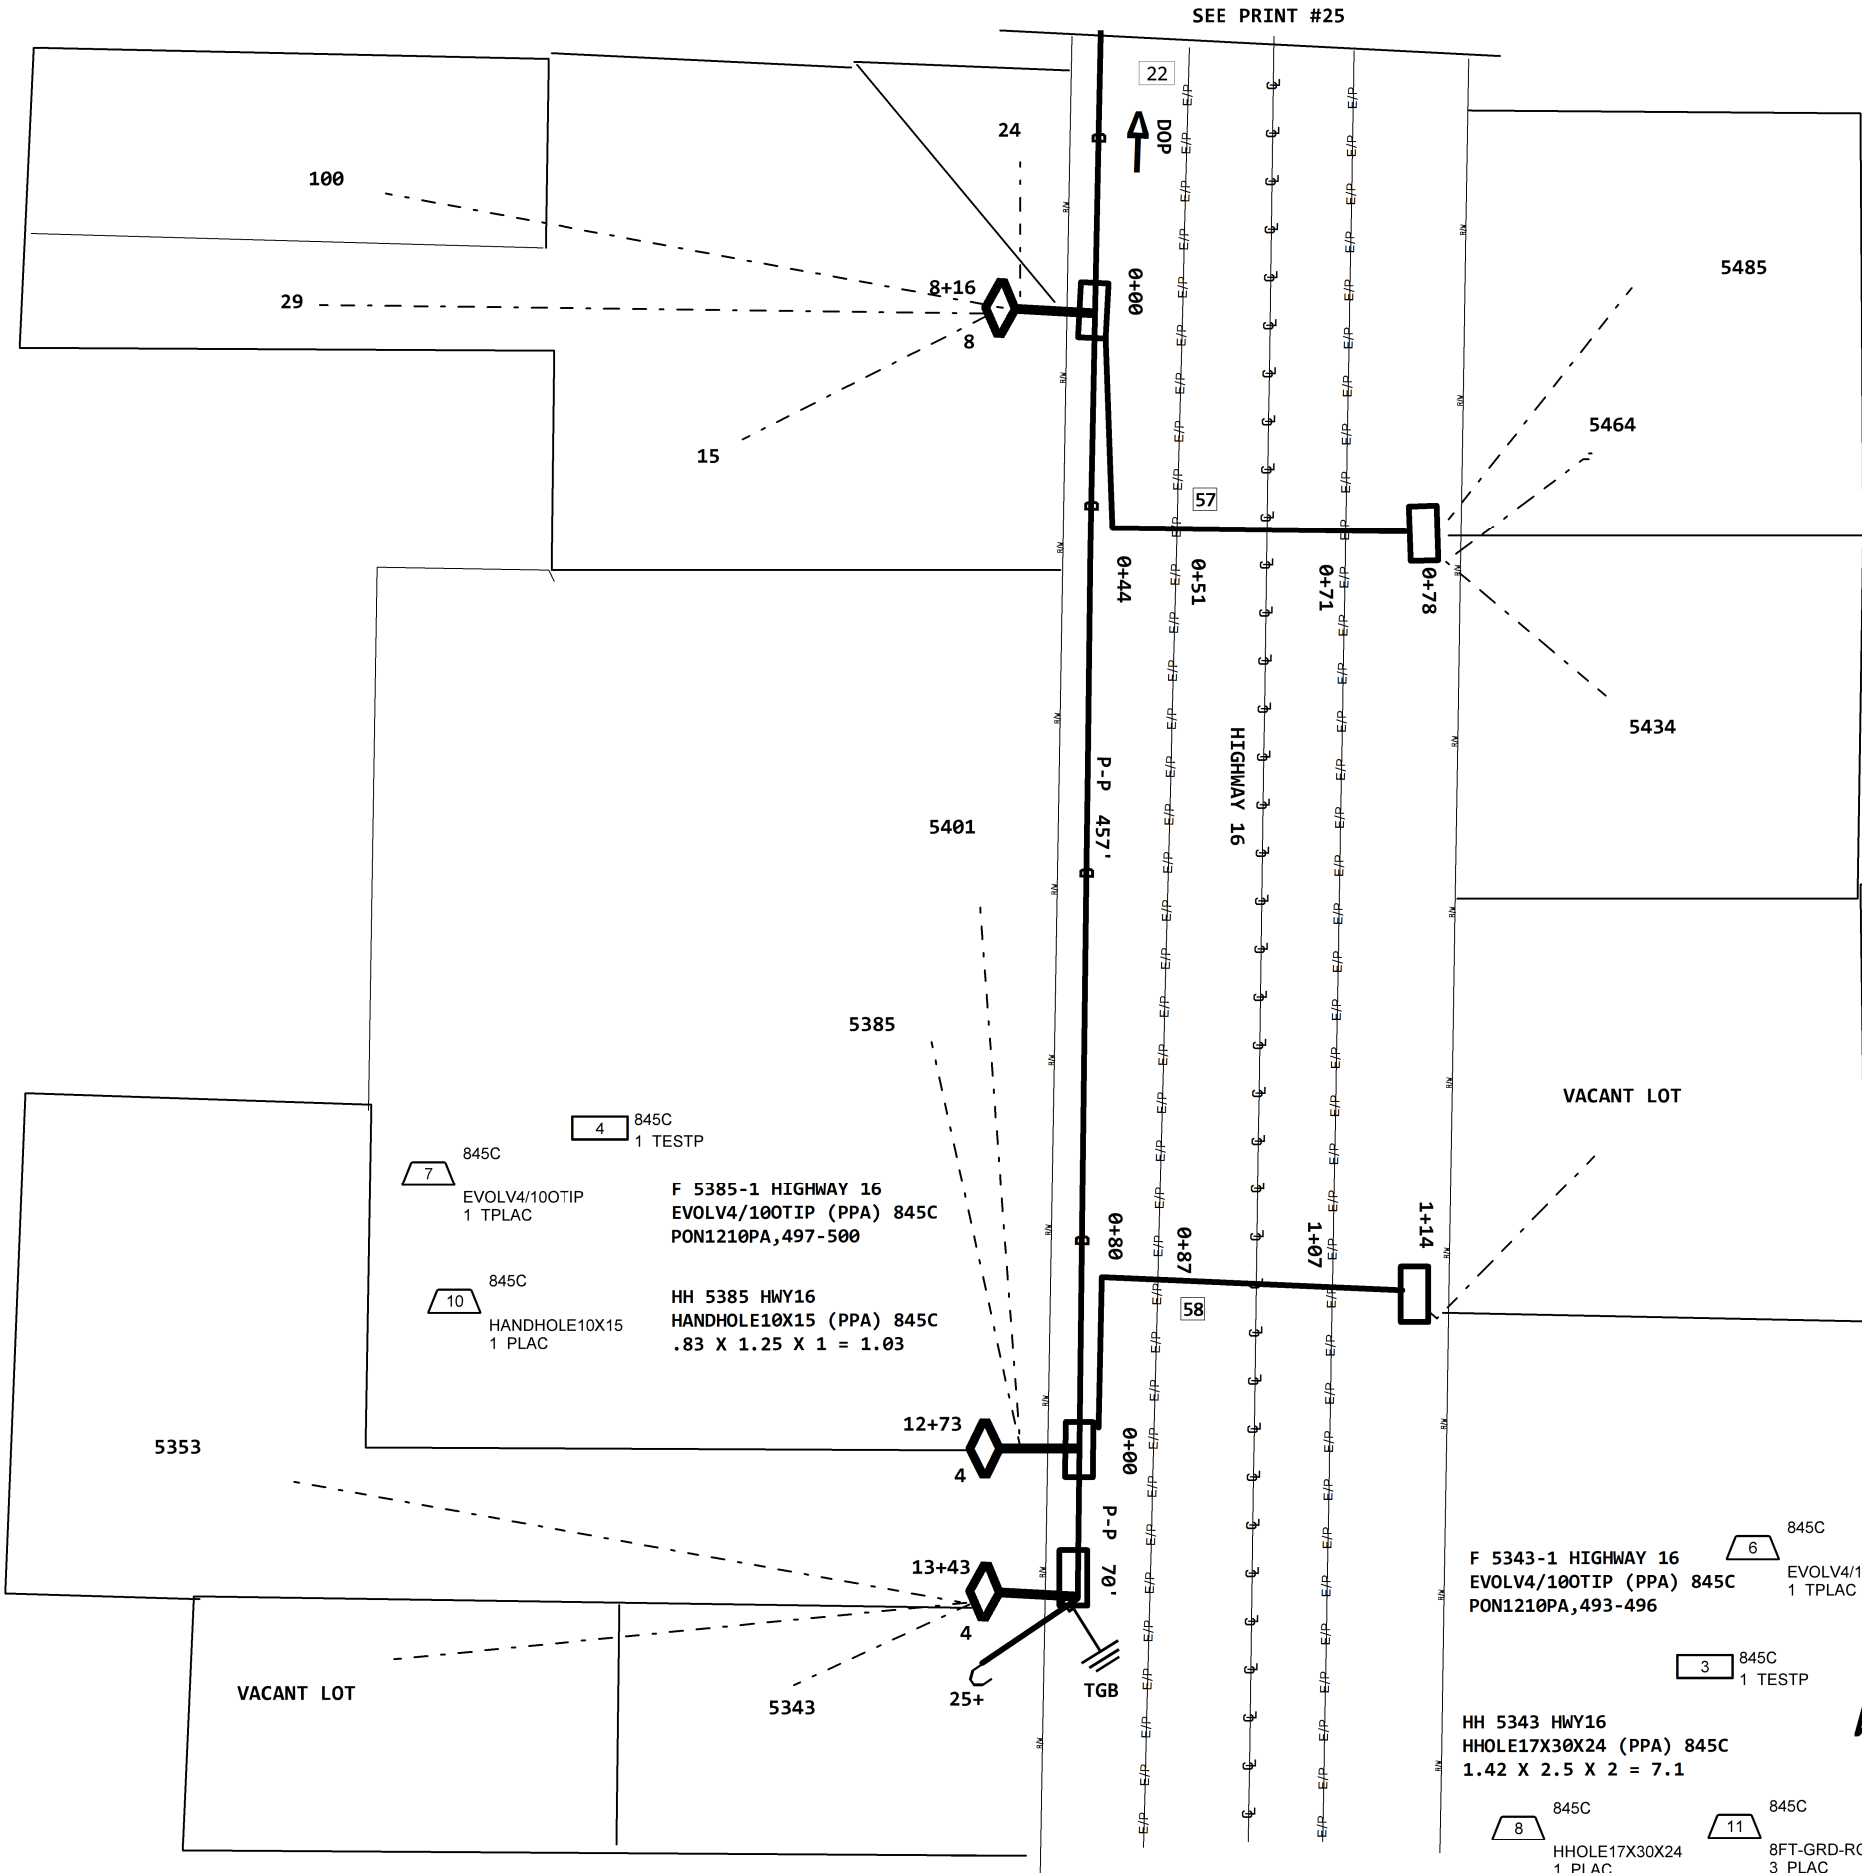 SEE PRINT #25
22
DOP
24
100
5485
8+16
0+00
29
8
5464
15
57
0+44
0+51
0+71
0+78
5434
HIGHWAY 16
P-P 457'
5401
5385
VACANT LOT
4
845C
1 TESTP
7
845C
EVOLV4/10OTIP
1 TPLAC
F 5385-1 HIGHWAY 16
EVOLV4/10OTIP (PPA) 845C
PON1210PA,497-500
10
845C
HANDHOLE10X15
1 PLAC
HH 5385 HWY16
HANDHOLE10X15 (PPA) 845C
.83 X 1.25 X 1 = 1.03
0+80
0+87
1+07
1+14
58
12+73
4
0+00
5353
P-P 70'
13+43
4
VACANT LOT
5343
25+
TGB
F 5343-1 HIGHWAY 16
EVOLV4/10OTIP (PPA) 845C
PON1210PA,493-496
6
845C
EVOLV4/1
1 TPLAC
3
845C
1 TESTP
HH 5343 HWY16
HHOLE17X30X24 (PPA) 845C
1.42 X 2.5 X 2 = 7.1
8
845C
HHOLE17X30X24
1 PLAC
11
845C
8FT-GRD-RO
3 PLAC
E/P
R/W